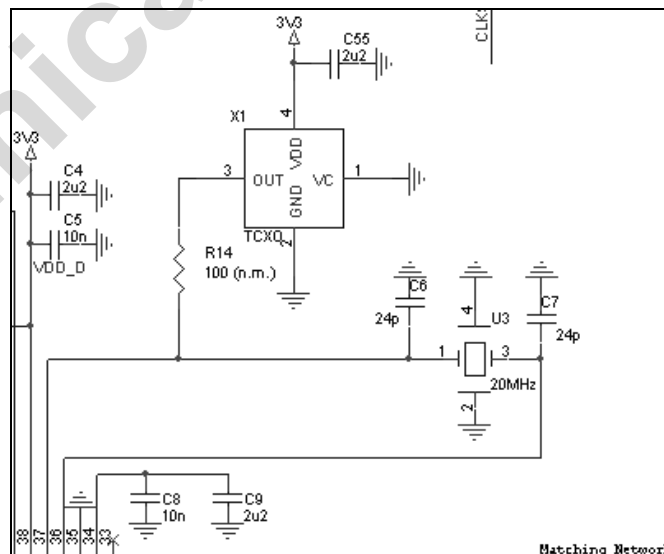 3V3
C55
2u2
CLK
4
X1
VDD
3
OUT
VC
1
GND
TCXO
2
3V3
C4
2u2
C5
10n
VDD_D
R14
100 (n.m.)
C6
24p
4
U3
C7
24p
1
3
20MHz
2
38
37
36
35
34
33
C8
10n
C9
2u2
Matching Networ